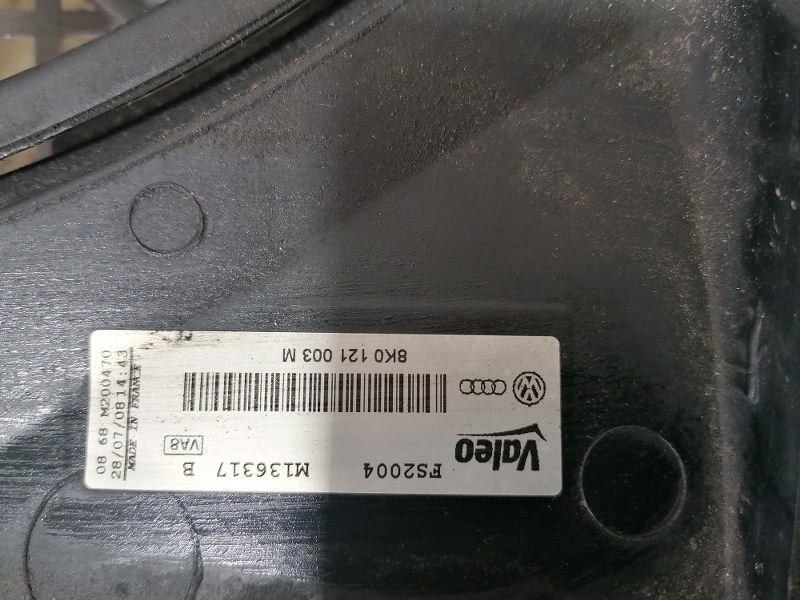 FS2004 M136317 B
Valeo VA8
8K0 121 003 M
08 68 M200470
28/07/08 14:43
MADE IN FRANCE